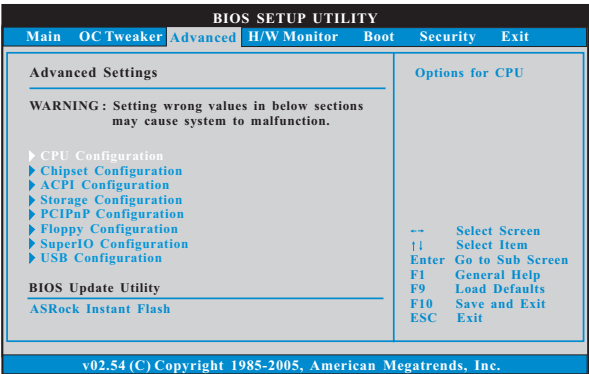 BIOS SETUP UTILITY
Main OC Tweaker Advanced H/W Monitor Boot Security Exit
Advanced Settings
WARNING : Setting wrong values in below sections
may cause system to malfunction.
CPU Configuration
Chipset Configuration
ACPI Configuration
Storage Configuration
PCIPnP Configuration
Floppy Configuration
SuperIO Configuration
USB Configuration
BIOS Update Utility
ASRock Instant Flash
Options for CPU
←→ Select Screen
↑↓ Select Item
Enter Go to Sub Screen
F1 General Help
F9 Load Defaults
F10 Save and Exit
ESC Exit
v02.54 (C) Copyright 1985-2005, American Megatrends, Inc.